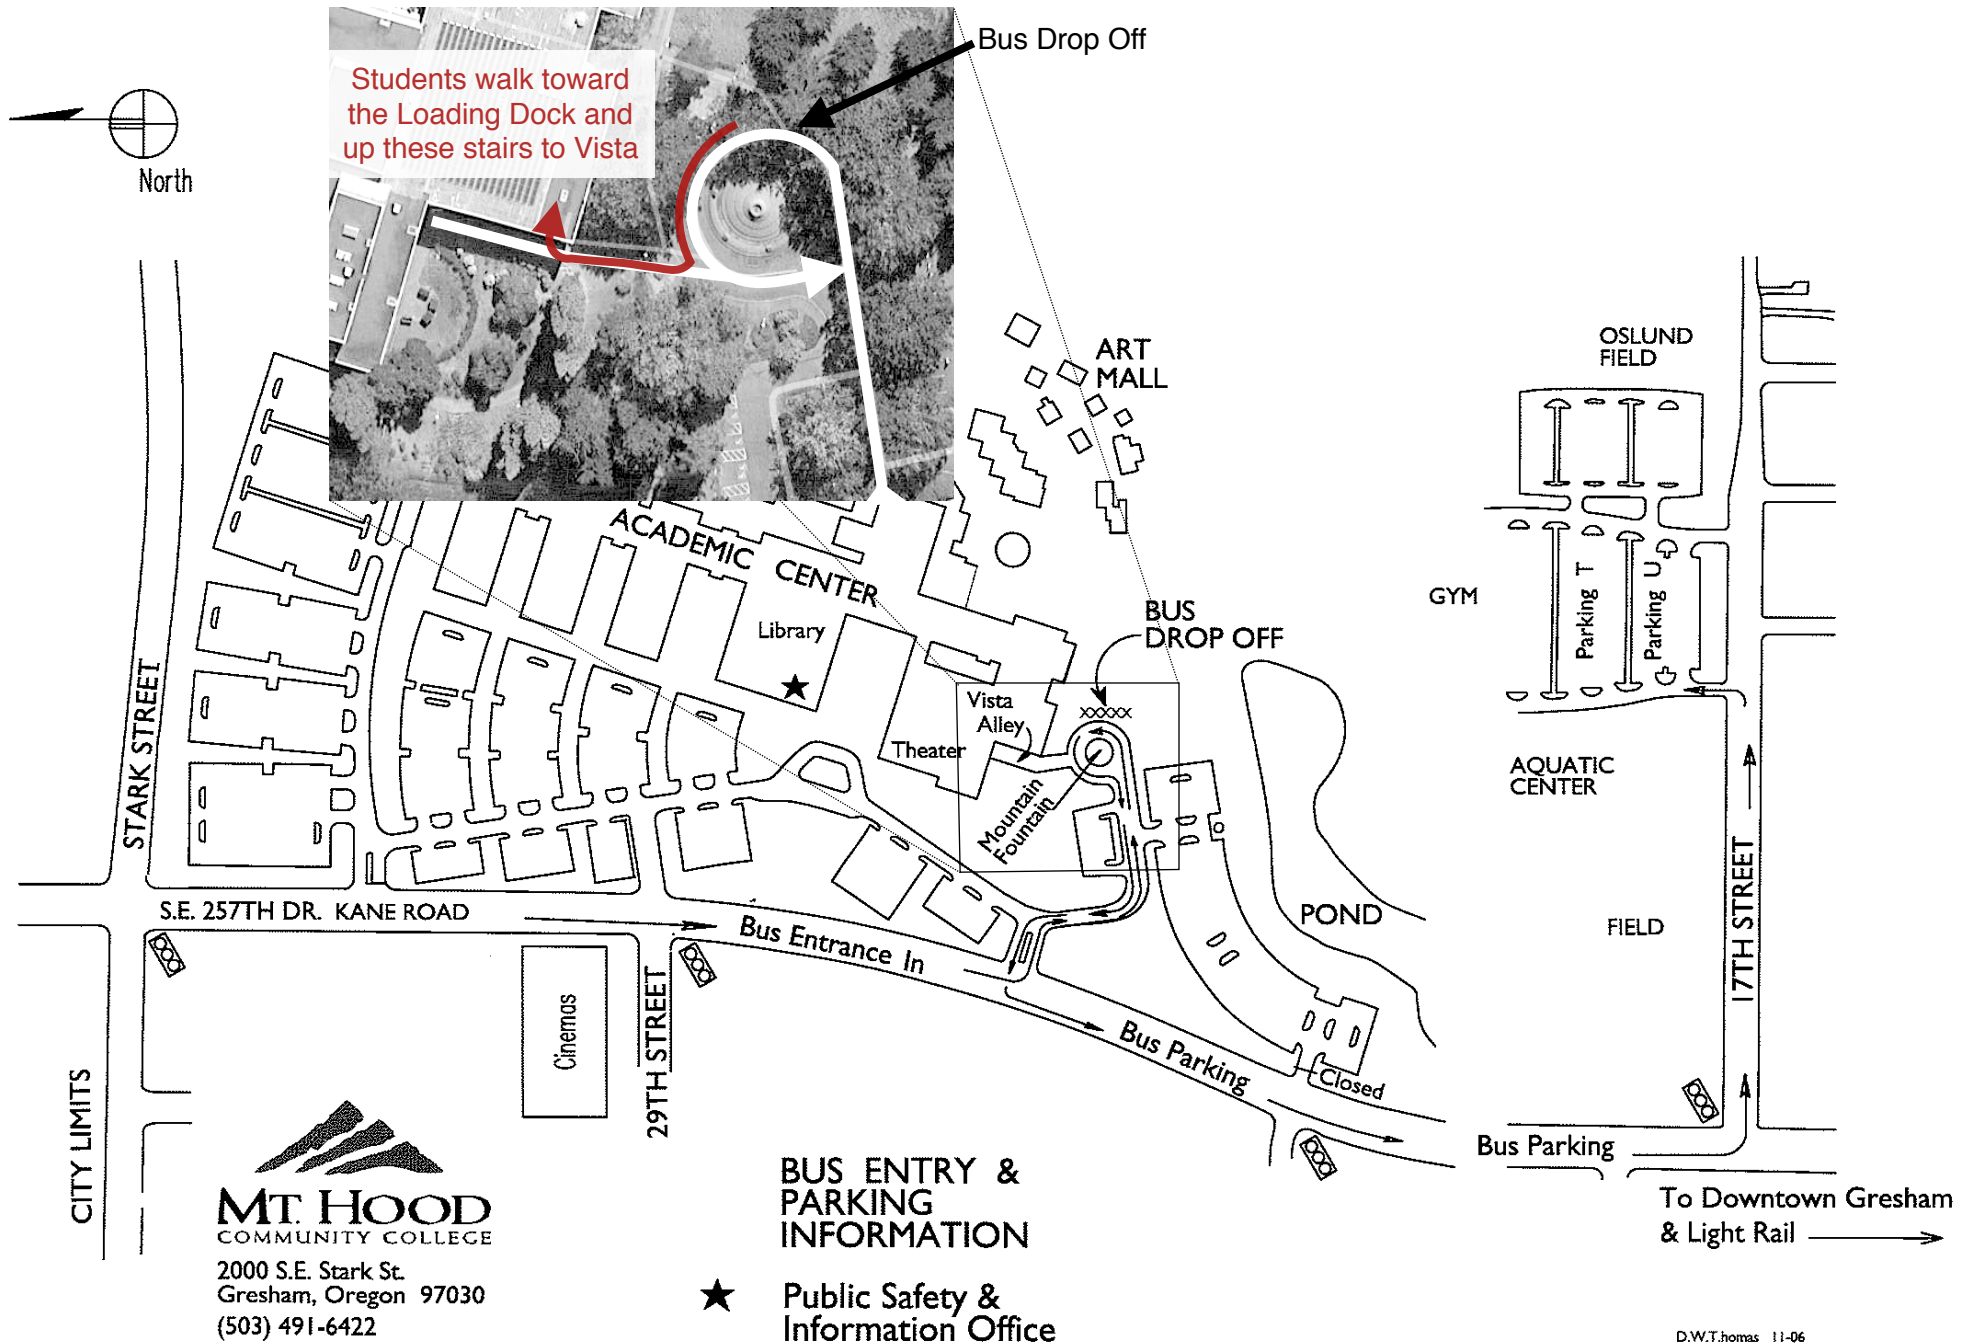 Bus Drop Off
Students walk toward
the Loading Dock and
up these stairs to Vista
North
ART
MALL
OSLUND
FIELD
ACADEMIC CENTER
Library
BUS
DROP OFF
GYM
Parking T
Parking U
Vista
Alley
Theater
Mountain
Fountain
AQUATIC
CENTER
STARK STREET
S.E. 257TH DR. KANE ROAD
Bus Entrance In
POND
FIELD
17TH STREET
Cinemas
29TH STREET
Bus Parking
Closed
CITY LIMITS
Bus Parking
To Downtown Gresham
& Light Rail
MT. HOOD
COMMUNITY COLLEGE
2000 S.E. Stark St.
Gresham, Oregon 97030
(503) 491-6422
BUS ENTRY &
PARKING
INFORMATION
Public Safety &
Information Office
D.W.Thomas 11-06